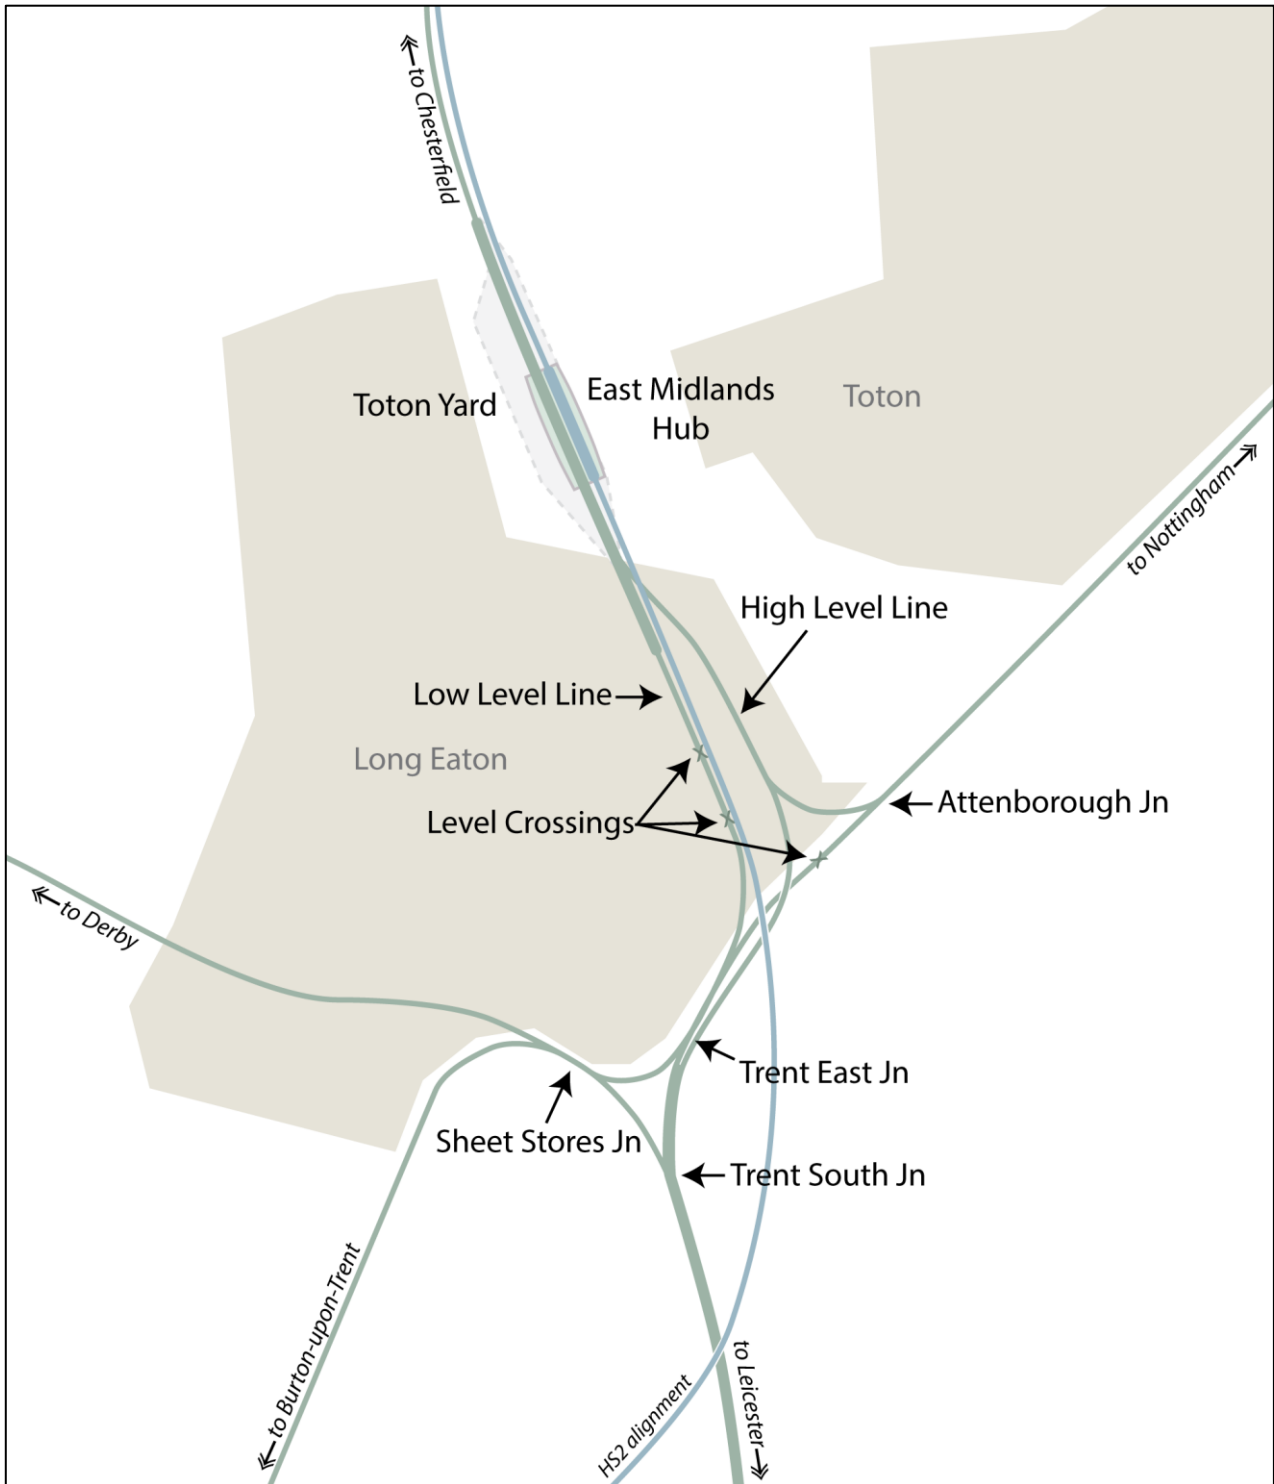 to Chesterfield
East Midlands
Hub
Toton
Toton Yard
to Nottingham
High Level Line
Low Level Line
Long Eaton
Attenborough Jn
Level Crossings
to Derby
Trent East Jn
Sheet Stores Jn
Trent South Jn
to Burton-upon-Trent
to Leicester
HS2 alignment